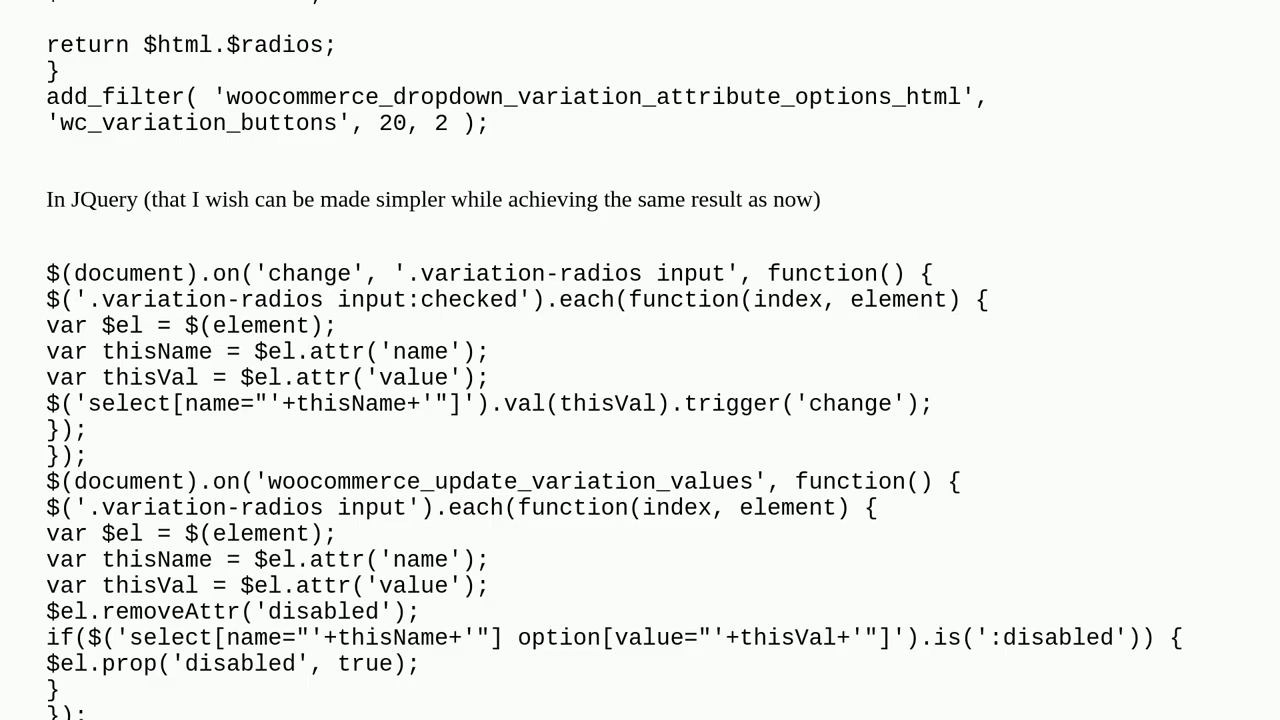 return $html.$radios;
}
add_filter( 'woocommerce_dropdown_variation_attribute_options_html',
'wc_variation_buttons', 20, 2 );
In JQuery (that I wish can be made simpler while achieving the same result as now)
$(document).on('change', '.variation-radios input', function() {
$('.variation-radios input:checked').each(function(index, element) {
var $el = $(element);
var thisName = $el.attr('name');
var thisVal = $el.attr('value');
$('select[name="'+thisName+'"]').val(thisVal).trigger('change');
});
});
$(document).on('woocommerce_update_variation_values', function() {
$('.variation-radios input').each(function(index, element) {
var $el = $(element);
var thisName = $el.attr('name');
var thisVal = $el.attr('value');
$el.removeAttr('disabled');
if($('select[name="'+thisName+'"] option[value="'+thisVal+'"]').is(':disabled')) {
$el.prop('disabled', true);
}
});